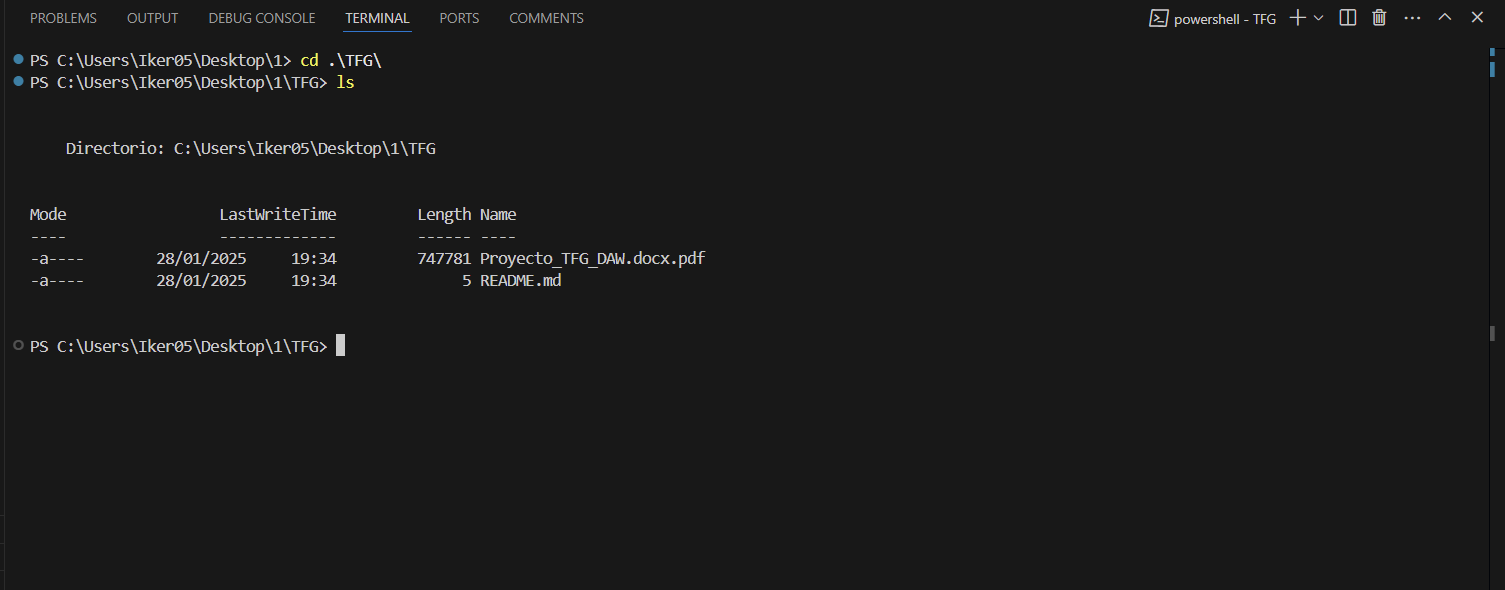 PROBLEMS OUTPUT DEBUG CONSOLE TERMINAL PORTS COMMENTS powershell - TFG
PS C:\Users\Iker05\Desktop\1> cd .\TFG\
PS C:\Users\Iker05\Desktop\1\TFG> ls
Directorio: C:\Users\Iker05\Desktop\1\TFG
Mode LastWriteTime Length Name
---- ------------- ------ ----
-a---- 28/01/2025 19:34 747781 Proyecto_TFG_DAW.docx.pdf
-a---- 28/01/2025 19:34 5 README.md
PS C:\Users\Iker05\Desktop\1\TFG>